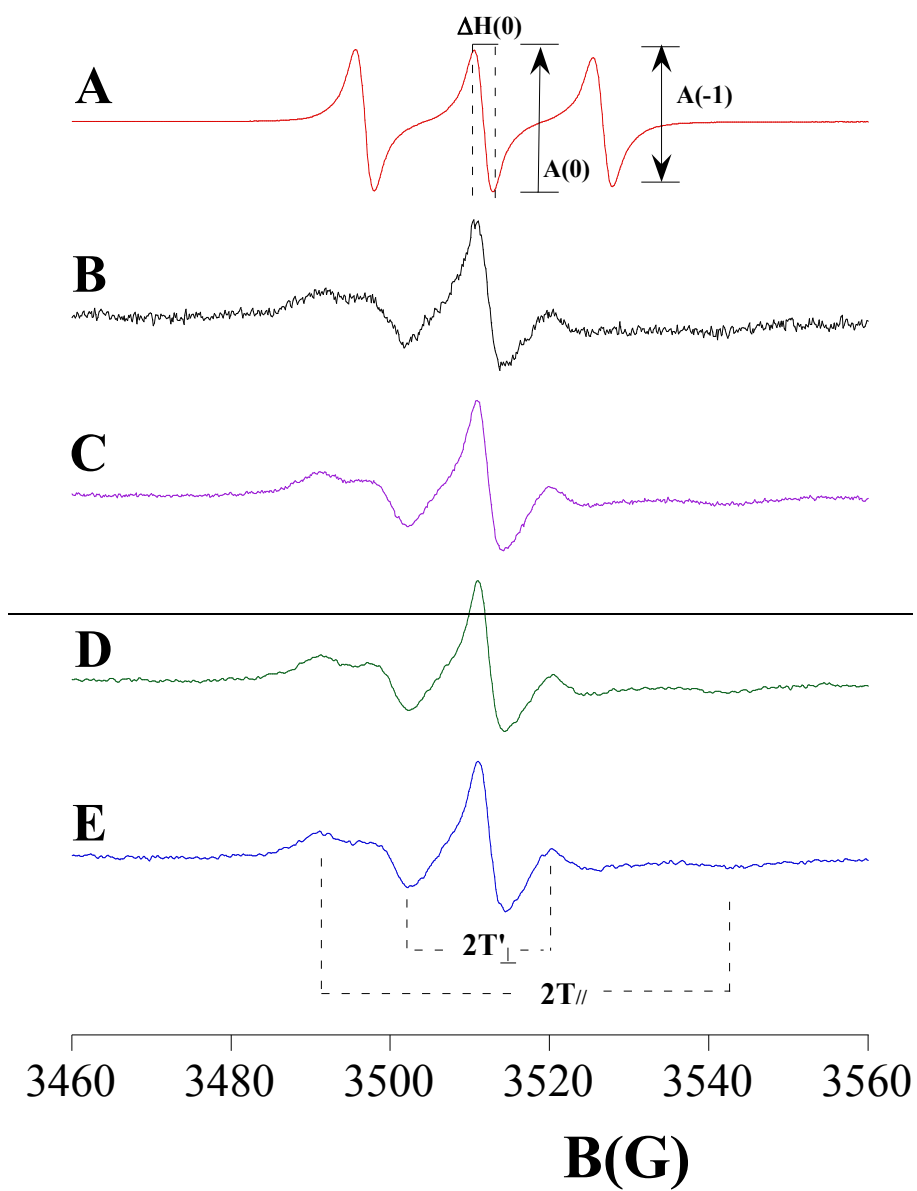 ΔH(0)
A
A(-1)
A(0)
B
C
D
E
2T'⊥
2T//
3460 3480 3500 3520 3540 3560
B(G)